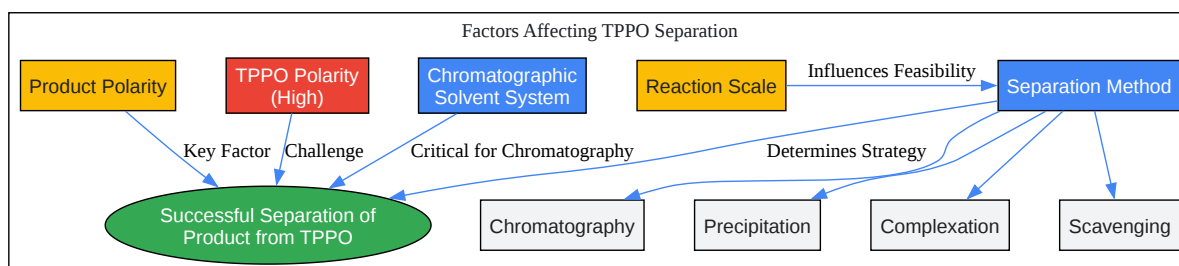 Factors Affecting TPPO Separation
Product Polarity
TPPO Polarity
(High)
Chromatographic
Solvent System
Reaction Scale
Influences Feasibility
Separation Method
Key Factor
Challenge
Critical for Chromatography
Determines Strategy
Successful Separation of
Product from TPPO
Chromatography
Precipitation
Complexation
Scavenging